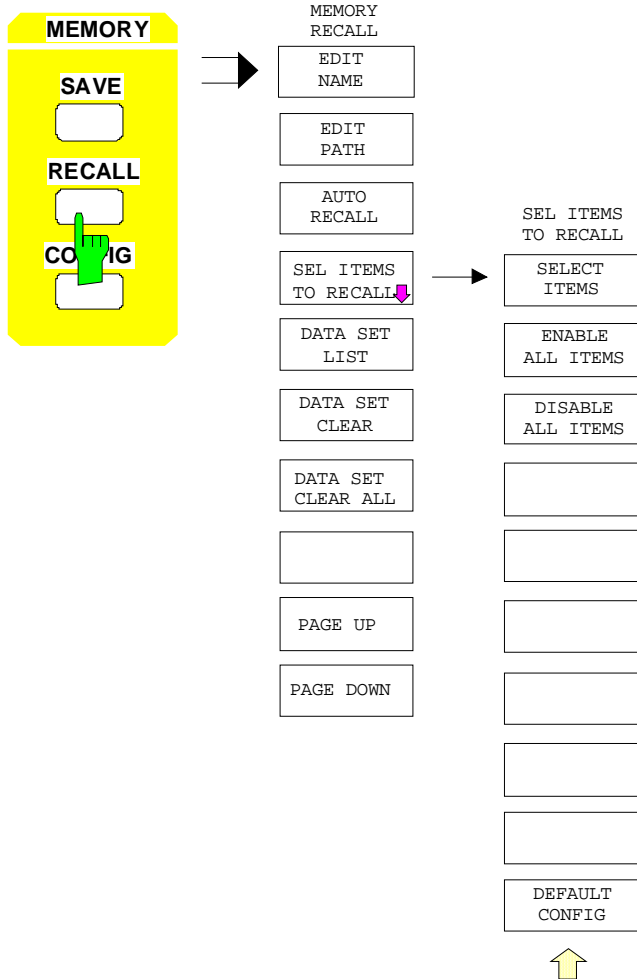 MEMORY
SAVE
RECALL
CO IG
MEMORY
RECALL
EDIT
NAME
EDIT
PATH
AUTO
RECALL
SEL ITEMS
TO RECALL
DATA SET
LIST
DATA SET
CLEAR
DATA SET
CLEAR ALL
PAGE UP
PAGE DOWN
SEL ITEMS
TO RECALL
SELECT
ITEMS
ENABLE
ALL ITEMS
DISABLE
ALL ITEMS
DEFAULT
CONFIG